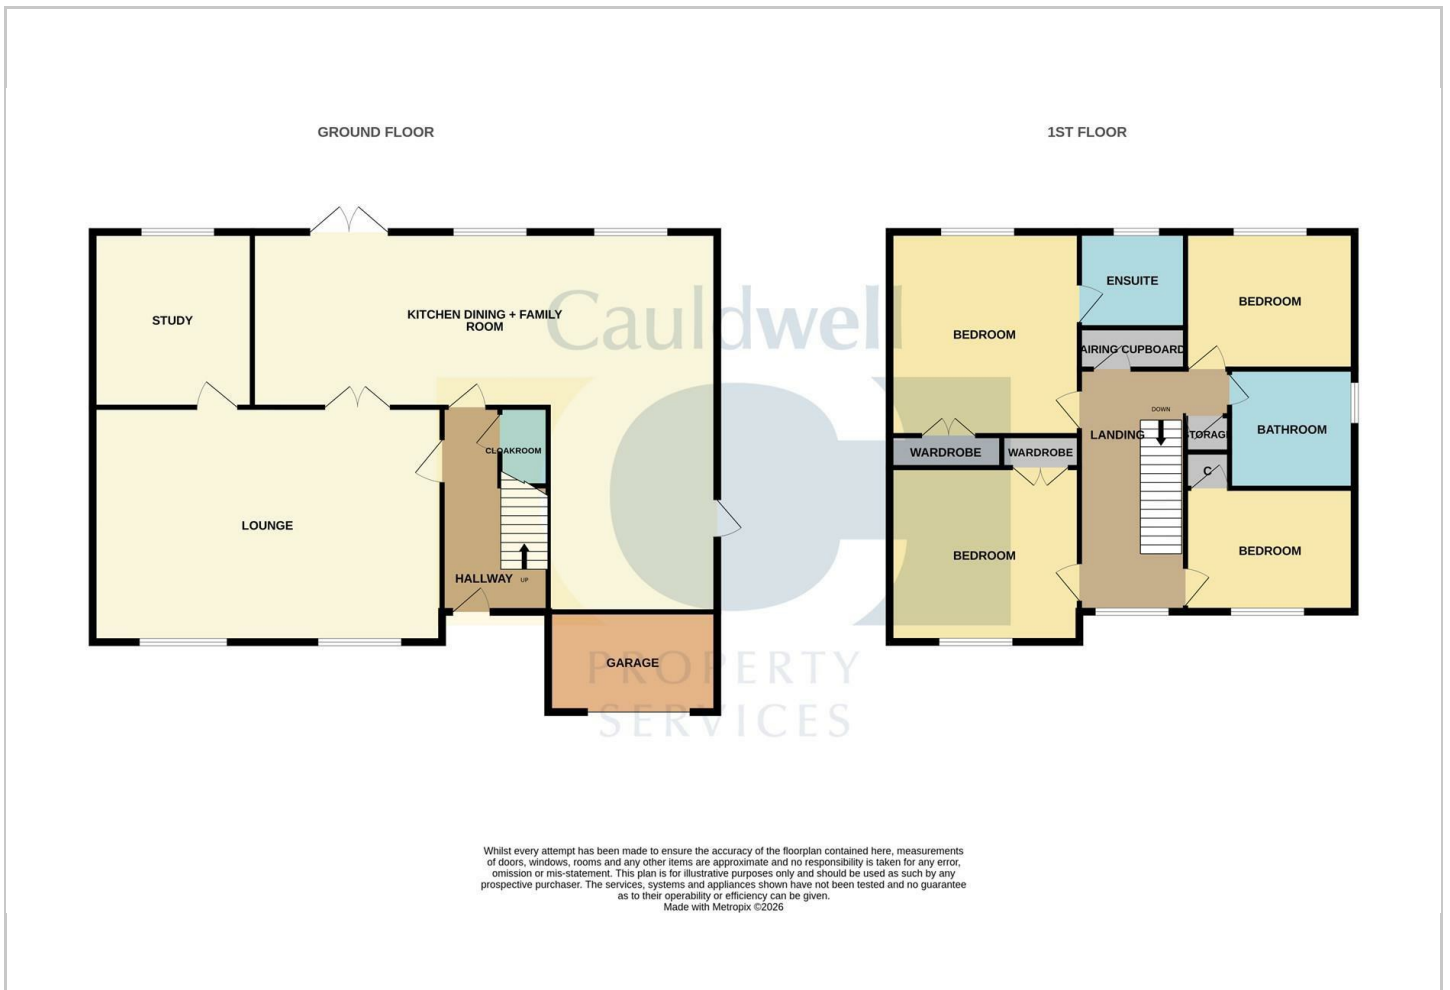 GROUND FLOOR
1ST FLOOR
STUDY
KITCHEN DINING + FAMILY
ROOM
CLOAKROOM
LOUNGE
HALLWAY
UP
GARAGE
ENSUITE
BEDROOM
BEDROOM
AIRING CUPBOARD
DOWN
LANDING
STORAGE
BATHROOM
WARDROBE
WARDROBE
C
BEDROOM
BEDROOM
Cauldwell
PROPERTY
SERVICES
Whilst every attempt has been made to ensure the accuracy of the floorplan contained here, measurements
of doors, windows, rooms and any other items are approximate and no responsibility is taken for any error,
omission or mis-statement. This plan is for illustrative purposes only and should be used as such by any
prospective purchaser. The services, systems and appliances shown have not been tested and no guarantee
as to their operability or efficiency can be given.
Made with Metropix ©2026